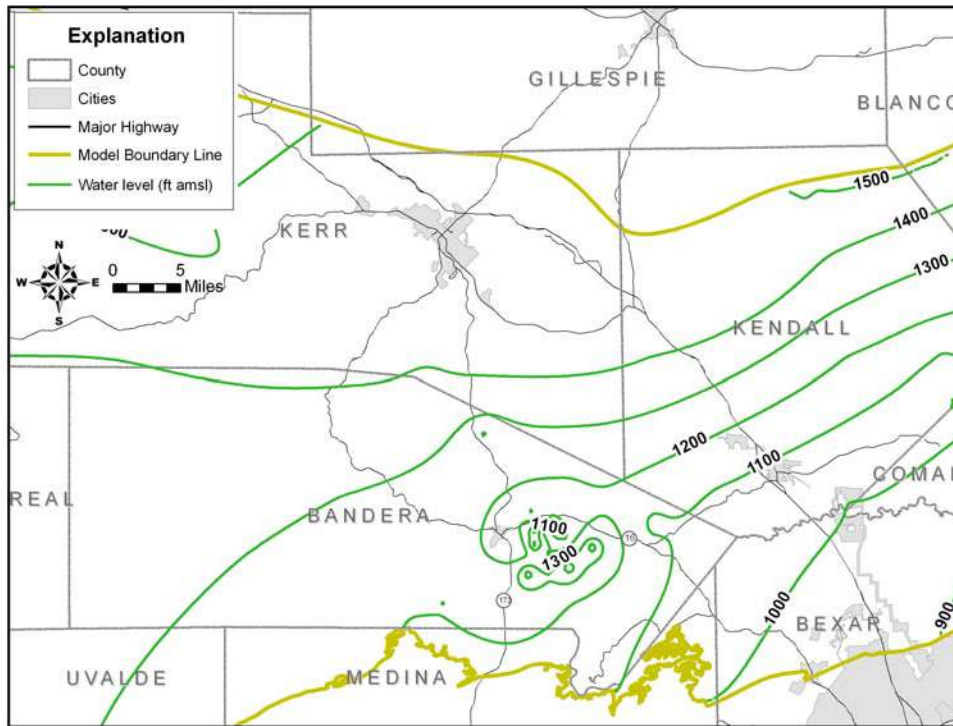 Explanation
County
Cities
Major Highway
Model Boundary Line
Water level (ft amsl)
GILLESPIE
BLANCO
1500
KERR
1400
N
W
E
S
0
5
Miles
1300
KENDALL
1200
1100
COMAL
REAL
BANDERA
1100
16
1300
173
1000
BEXAR
900
UVALDE
MEDINA